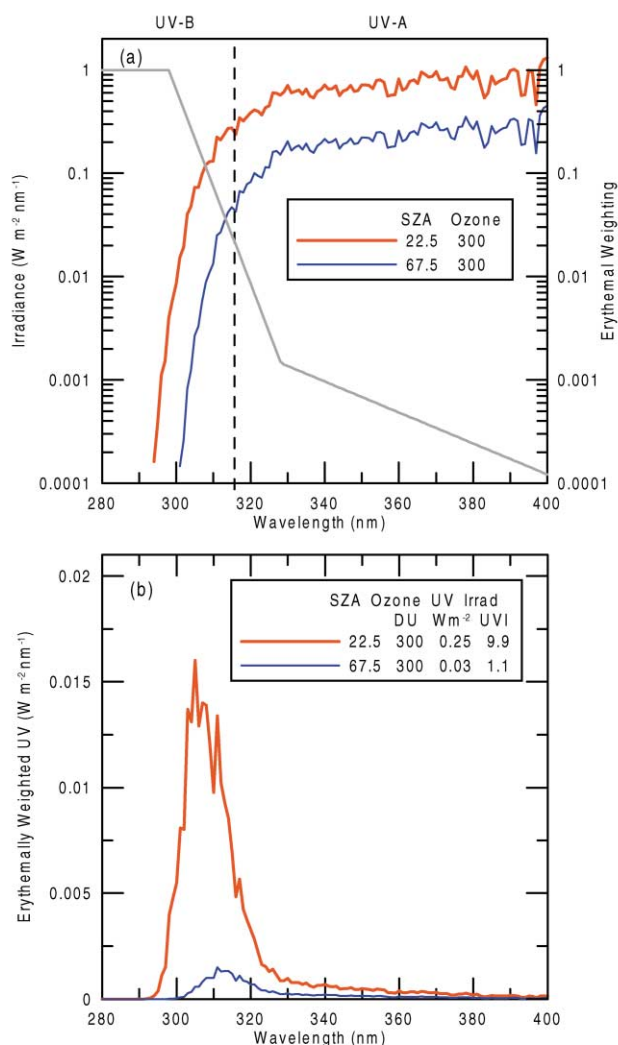 UV-B UV-A
(a)
1 1
0.1 0.1
0.01 0.01
0.001 0.001
0.0001 0.0001
Irradiance (W m-2 nm-1)
Erythemal Weighting
SZA Ozone
22.5 300
67.5 300
280 300 320 340 360 380 400
Wavelength (nm)
(b)
0.02
0.015
0.01
0.005
0
Erythemally Weighted UV (W m-2 nm-1)
SZA Ozone UV Irrad
DU Wm-2 UVI
22.5 300 0.25 9.9
67.5 300 0.03 1.1
280 300 320 340 360 380 400
Wavelength (nm)